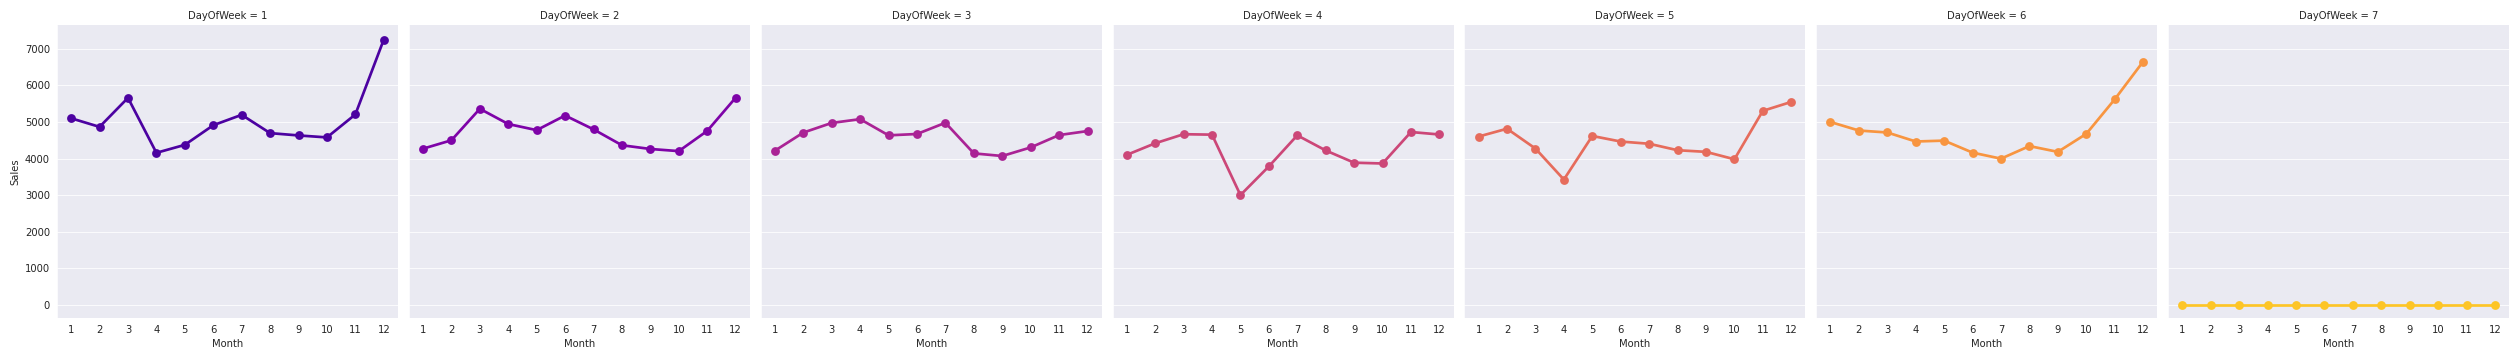 DayOfWeek = 1
DayOfWeek = 2
DayOfWeek = 3
DayOfWeek = 4
DayOfWeek = 5
DayOfWeek = 6
DayOfWeek = 7
7000
6000
5000
4000
3000
2000
1000
0
Sales
1 2 3 4 5 6 7 8 9 10 11 12
1 2 3 4 5 6 7 8 9 10 11 12
1 2 3 4 5 6 7 8 9 10 11 12
1 2 3 4 5 6 7 8 9 10 11 12
1 2 3 4 5 6 7 8 9 10 11 12
1 2 3 4 5 6 7 8 9 10 11 12
1 2 3 4 5 6 7 8 9 10 11 12
Month
Month
Month
Month
Month
Month
Month